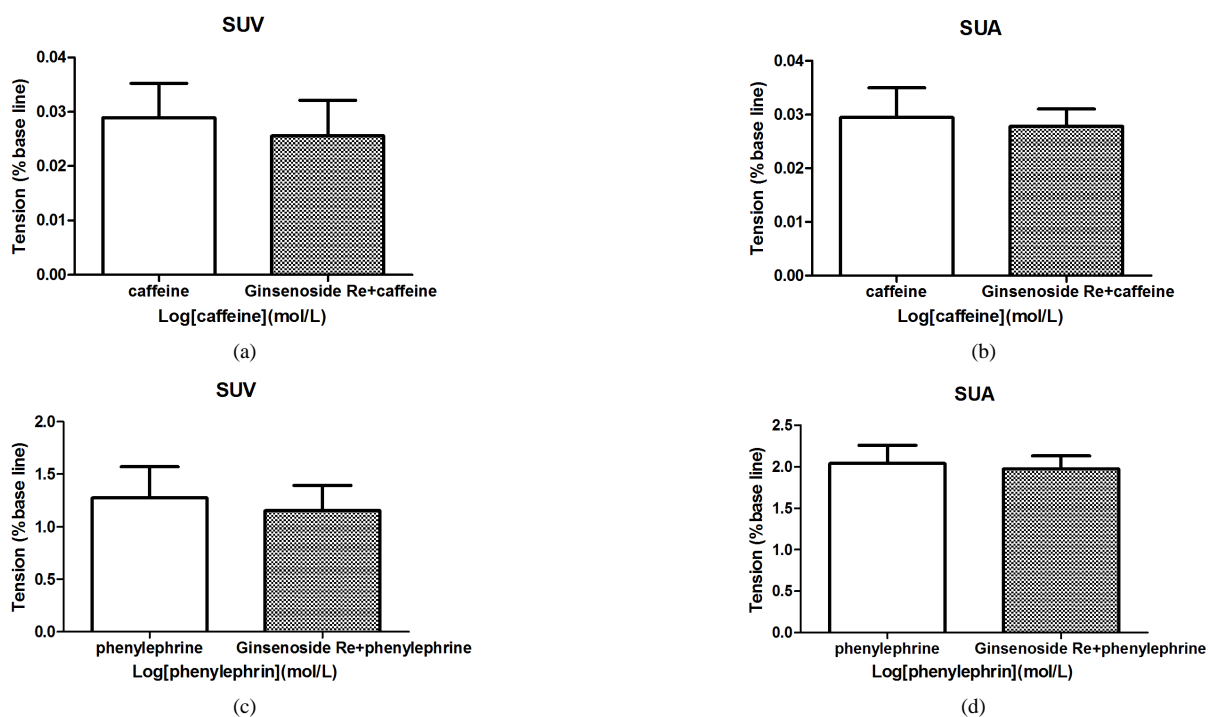 SUV
0.04
0.03
0.02
0.01
0.00
Tension (%base line)
caffeine
Ginsenoside Re+caffeine
Log[caffeine](mol/L)
(a)
SUA
0.04
0.03
0.02
0.01
0.00
Tension (%base line)
caffeine
Ginsenoside Re+caffeine
Log[caffeine](mol/L)
(b)
SUV
2.0
1.5
1.0
0.5
0.0
Tension (%base line)
phenylephrine
Ginsenoside Re+phenylephrine
Log[phenylephrin](mol/L)
(c)
SUA
2.5
2.0
1.5
1.0
0.5
0.0
Tension (%base line)
phenylephrine
Ginsenoside Re+phenylephrine
Log[phenylephrin](mol/L)
(d)